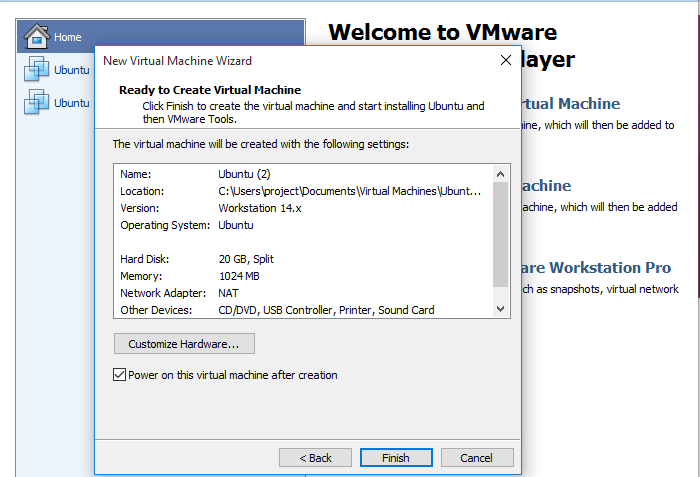 Home
Ubuntu
Ubuntu
Welcome to VMware
layer
New Virtual Machine Wizard
Ready to Create Virtual Machine
Click Finish to create the virtual machine and start installing Ubuntu and
then VMware Tools.
The virtual machine will be created with the following settings:
Name: Ubuntu (2)
Location: C:\Users\project\Documents\Virtual Machines\Ubunt...
Version: Workstation 14.x
Operating System: Ubuntu
Hard Disk: 20 GB, Split
Memory: 1024 MB
Network Adapter: NAT
Other Devices: CD/DVD, USB Controller, Printer, Sound Card
Customize Hardware...
Power on this virtual machine after creation
< Back
Finish
Cancel
rtual Machine
ine, which will then be added to
achine
achine, which will then be added
are Workstation Pro
ch as snapshots, virtual network